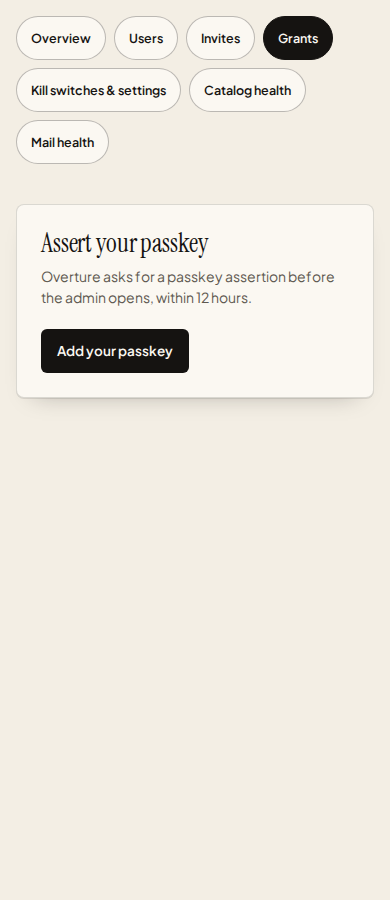 Overview
Users
Invites
Grants
Kill switches & settings
Catalog health
Mail health
Assert your passkey
Overture asks for a passkey assertion before
the admin opens, within 12 hours.
Add your passkey